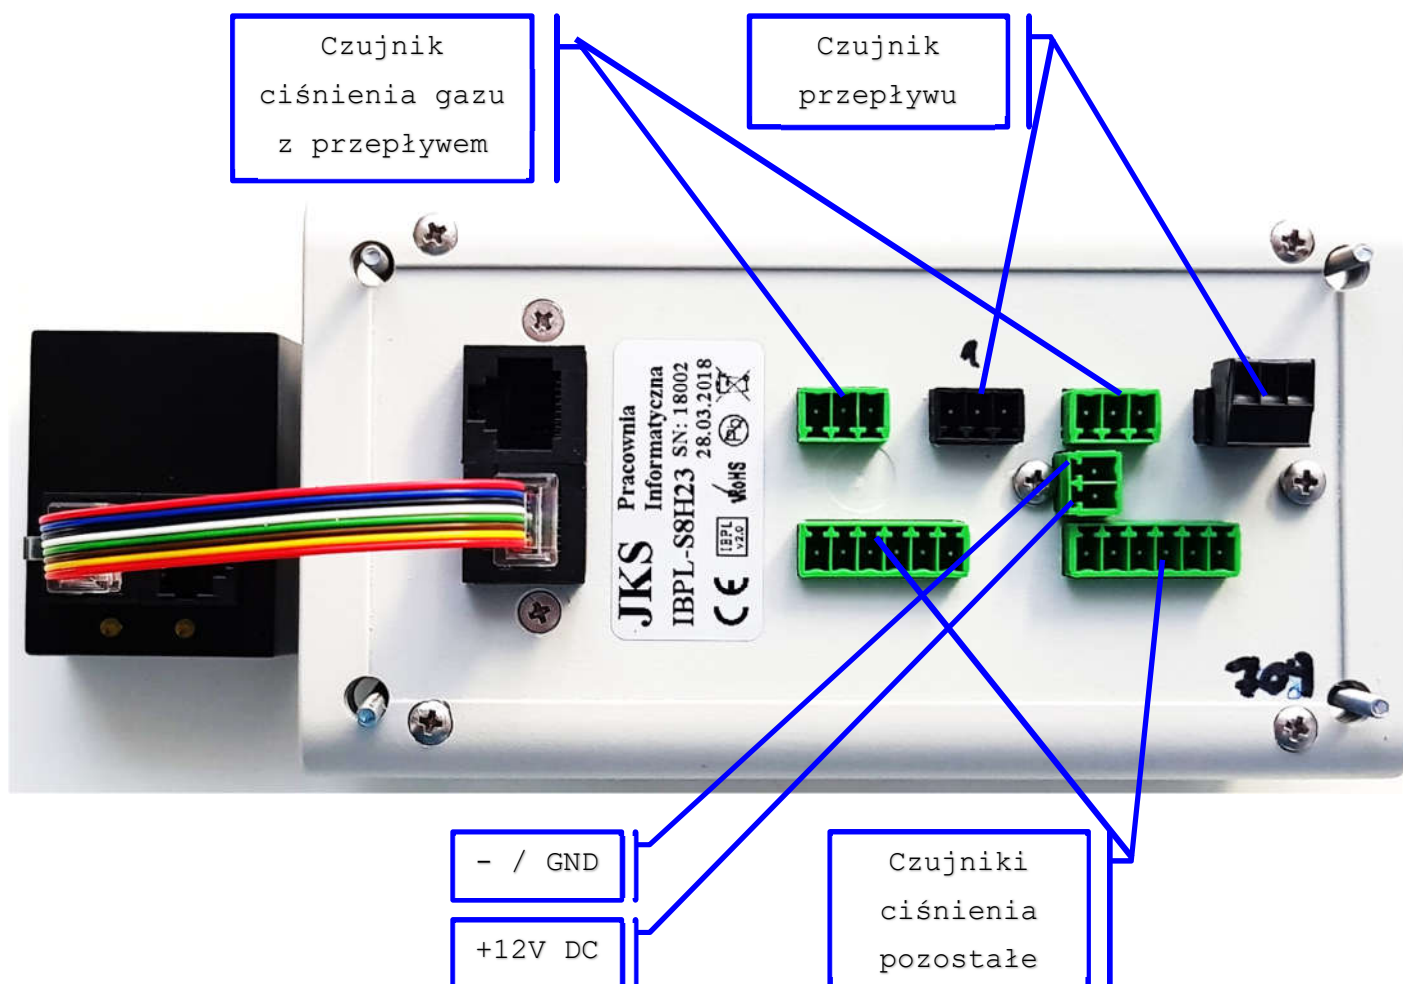 Czujnik
ciśnienia gazu
z przepływem
Czujnik
przepływu
JKS Pracownia
Informatyczna
IBPL-S8H23 SN: 18002
28.03.2018
CE
IBPL
v2.0
RoHS
Pb
709
- / GND
+12V DC
Czujniki
ciśnienia
pozostałe